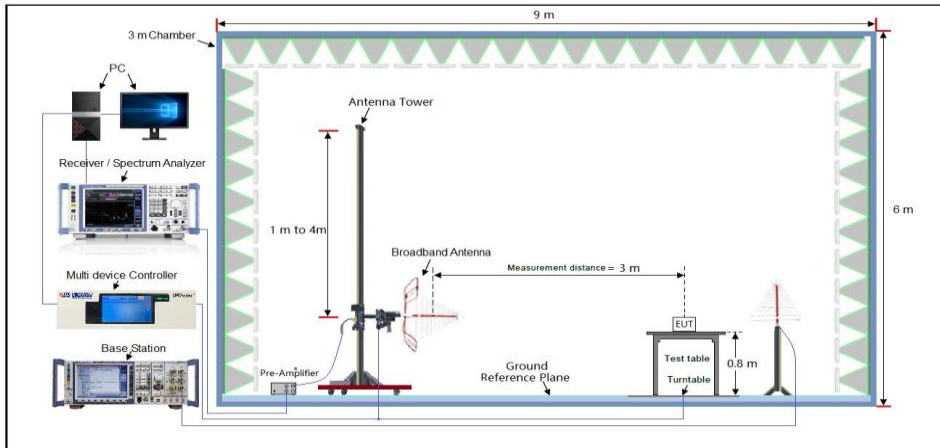 9 m
3 m Chamber
PC
Antenna Tower
Receiver / Spectrum Analyzer
6 m
1 m to 4m
Broadband Antenna
Measurement distance = 3 m
Multi device Controller
EUT
Base Station
Test table
0.8 m
Pre-Amplifier
Ground
Reference Plane
Turntable